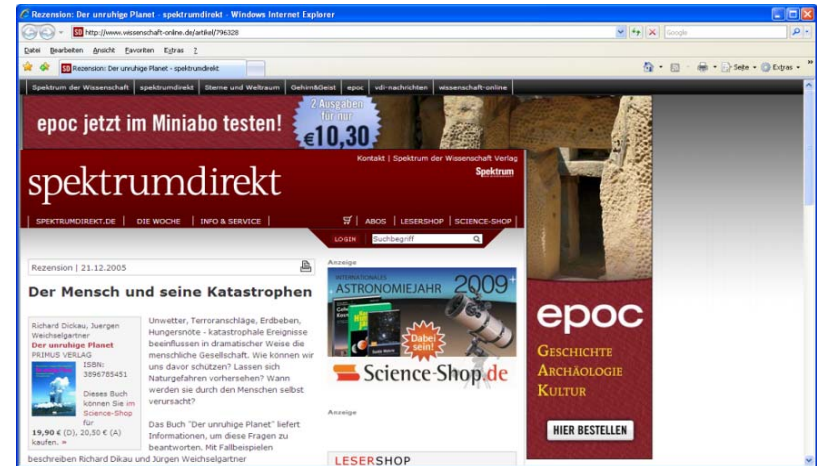 Rezension: Der unruhige Planet - spektrumdirekt - Windows Internet Explorer
http://www.wissenschaft-online.de/artikel/796328
Google
Datei Bearbeiten Ansicht Favoriten Extras ?
Rezension: Der unruhige Planet - spektrumdirekt
Seite Extras
Spektrum der Wissenschaft spektrumdirekt Sterne und Weltraum Gehirn&Geist epoc vdi-nachrichten wissenschaft-online
epoc jetzt im Miniabo testen!
2 Ausgaben
für nur
€10,30
Kontakt | Spektrum der Wissenschaft Verlag
Spektrum
spektrumdirekt
| SPEKTRUMDIREKT.DE | DIE WOCHE | INFO & SERVICE |
| ABOS | LESERSHOP | SCIENCE-SHOP |
LOGIN Suchbegriff
Rezension | 21.12.2005
Der Mensch und seine Katastrophen
Richard Dickau, Juergen
Weichselgartner
Der unruhige Planet
PRIMUS VERLAG
ISBN:
3896785451
Dieses Buch
können Sie im
Science-Shop
für
19,90 € (D), 20,50 € (A)
kaufen. »
Unwetter, Terroranschläge, Erdbeben,
Hungersnöte - katastrophale Ereignisse
beeinflussen in dramatischer Weise die
menschliche Gesellschaft. Wie können wir
uns davor schützen? Lassen sich
Naturgefahren vorhersehen? Wann
werden sie durch den Menschen selbst
verursacht?
Das Buch "Der unruhige Planet" liefert
Informationen, um diese Fragen zu
beantworten. Mit Fallbeispielen
beschreiben Richard Dikau und Jürgen Weichselgartner
Anzeige
INTERNATIONALES
ASTRONOMIEJAHR 2009
Dabei
sein!
Science-Shop.de
Anzeige
LESERSHOP
epoc
GESCHICHTE
ARCHÄOLOGIE
KULTUR
HIER BESTELLEN